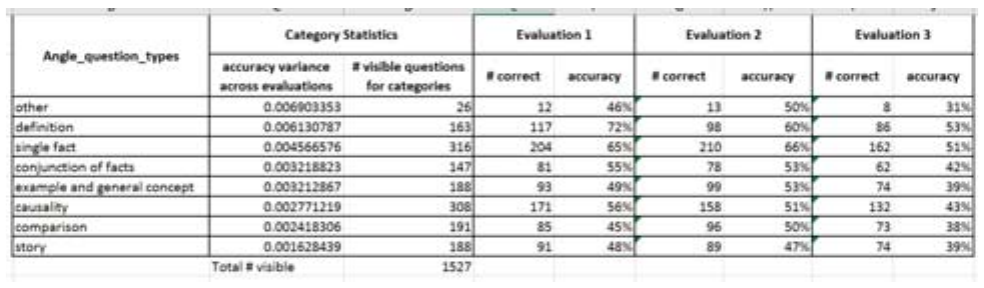 Category Statistics Evaluation 1 Evaluation 2 Evaluation 3
Angle_question_types
accuracy variance across evaluations # visible questions for categories # correct accuracy # correct accuracy # correct accuracy
other 0.006903353 26 12 46% 13 50% 8 31%
definition 0.006130787 163 117 72% 98 60% 86 53%
single fact 0.004566576 316 204 65% 210 66% 162 51%
conjunction of facts 0.003218823 147 81 55% 78 53% 62 42%
example and general concept 0.003212867 188 93 49% 99 53% 74 39%
causality 0.002771219 308 171 56% 158 51% 132 43%
comparison 0.002418306 191 85 45% 96 50% 73 38%
story 0.001628439 188 91 48% 89 47% 74 39%
Total # visible 1527